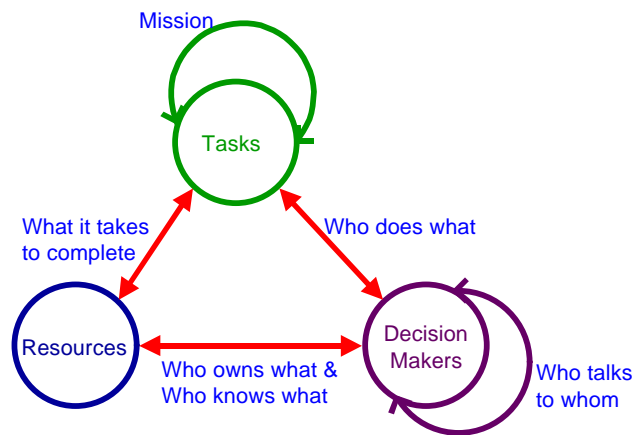 Mission
Tasks
What it takes
to complete
Who does what
Resources
Decision
Makers
Who owns what &
Who knows what
Who talks
to whom